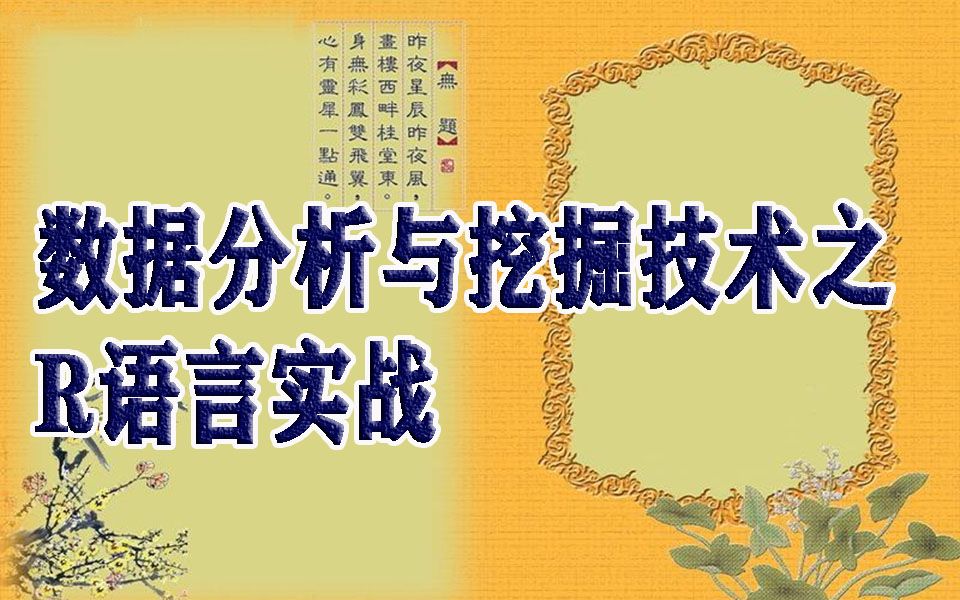 【無題】
昨夜星辰昨夜風，
畫樓西畔桂堂東。
身無彩鳳雙飛翼，
心有靈犀一點通。
数据分析与挖掘技术之
R语言实战